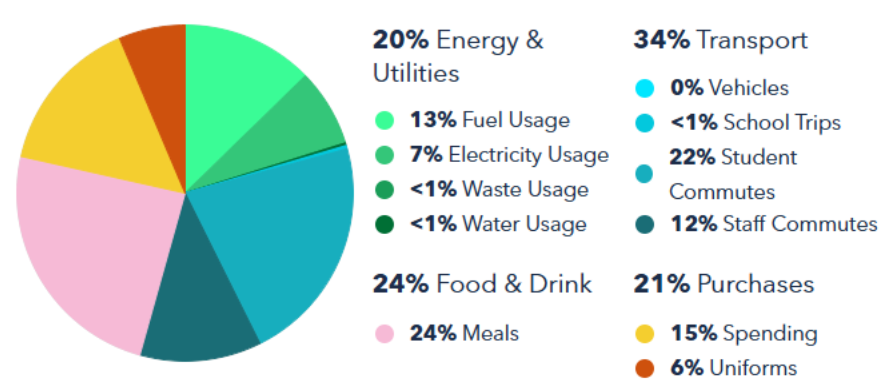 20% Energy &
Utilities
13% Fuel Usage
7% Electricity Usage
<1% Waste Usage
<1% Water Usage
24% Food & Drink
24% Meals
34% Transport
0% Vehicles
<1% School Trips
22% Student
Commutes
12% Staff Commutes
21% Purchases
15% Spending
6% Uniforms